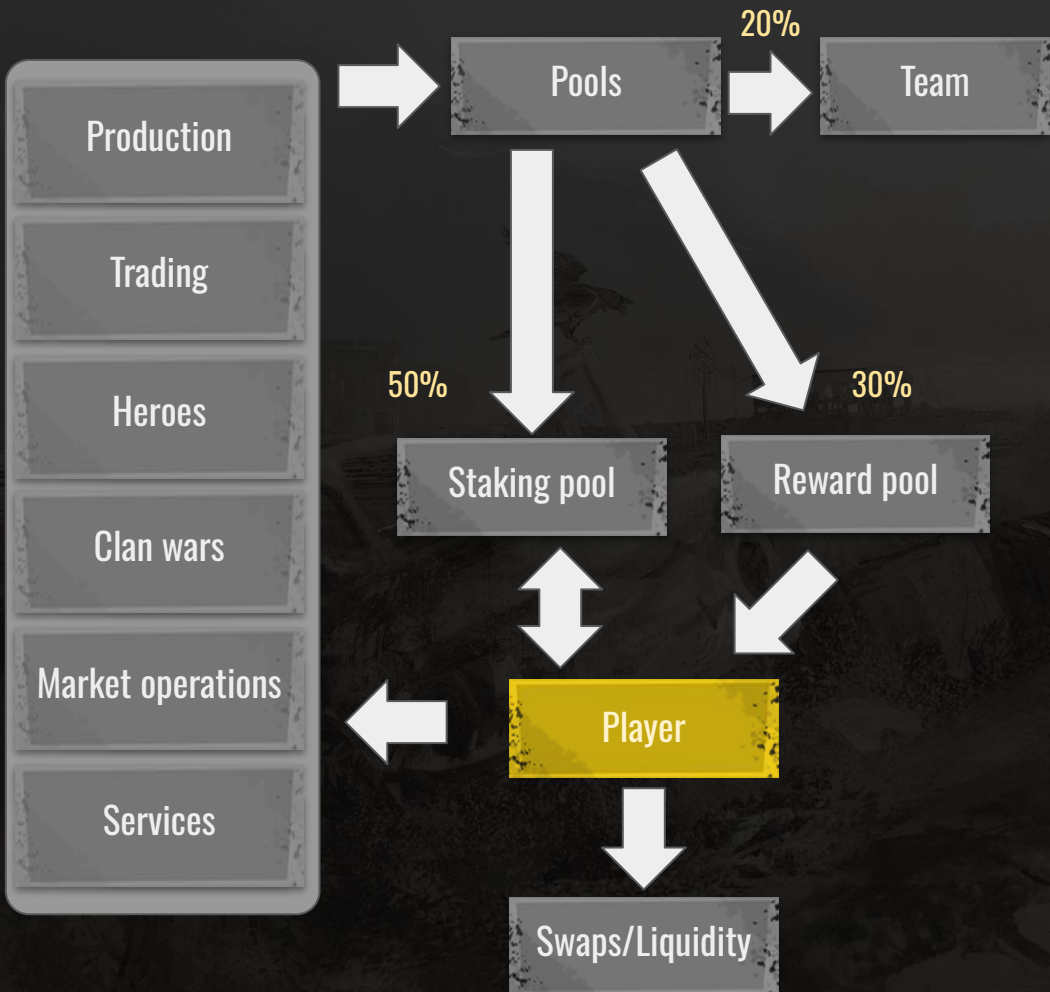 Production
Trading
Heroes
Clan wars
Market operations
Services
Pools
20%
Team
50%
30%
Staking pool
Reward pool
Player
Swaps/Liquidity